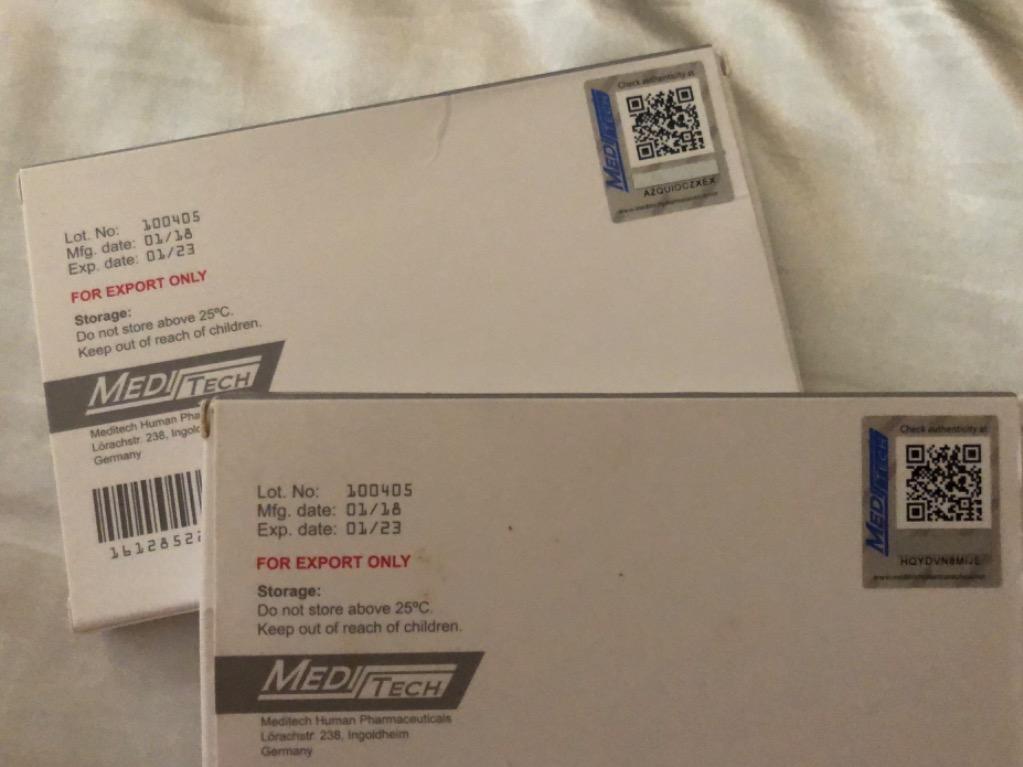 Check authenticity at
MEDITECH
AZQUIDCZXEX
Lot. No: 100405
Mfg. date: 01/18
Exp. date: 01/23
FOR EXPORT ONLY
Storage:
Do not store above 25ºC.
Keep out of reach of children.
MEDITECH
Meditech Human
Lörachstr. 238,
Germany
Check authenticity at
MEDITECH
Lot. No: 100405
Mfg. date: 01/18
Exp. date: 01/23
FOR EXPORT ONLY
Storage:
Do not store above 25ºC.
Keep out of reach of children.
MEDITECH
Meditech Human Pharmaceuticals
Lörachstr. 238, Ingoldheim
Germany